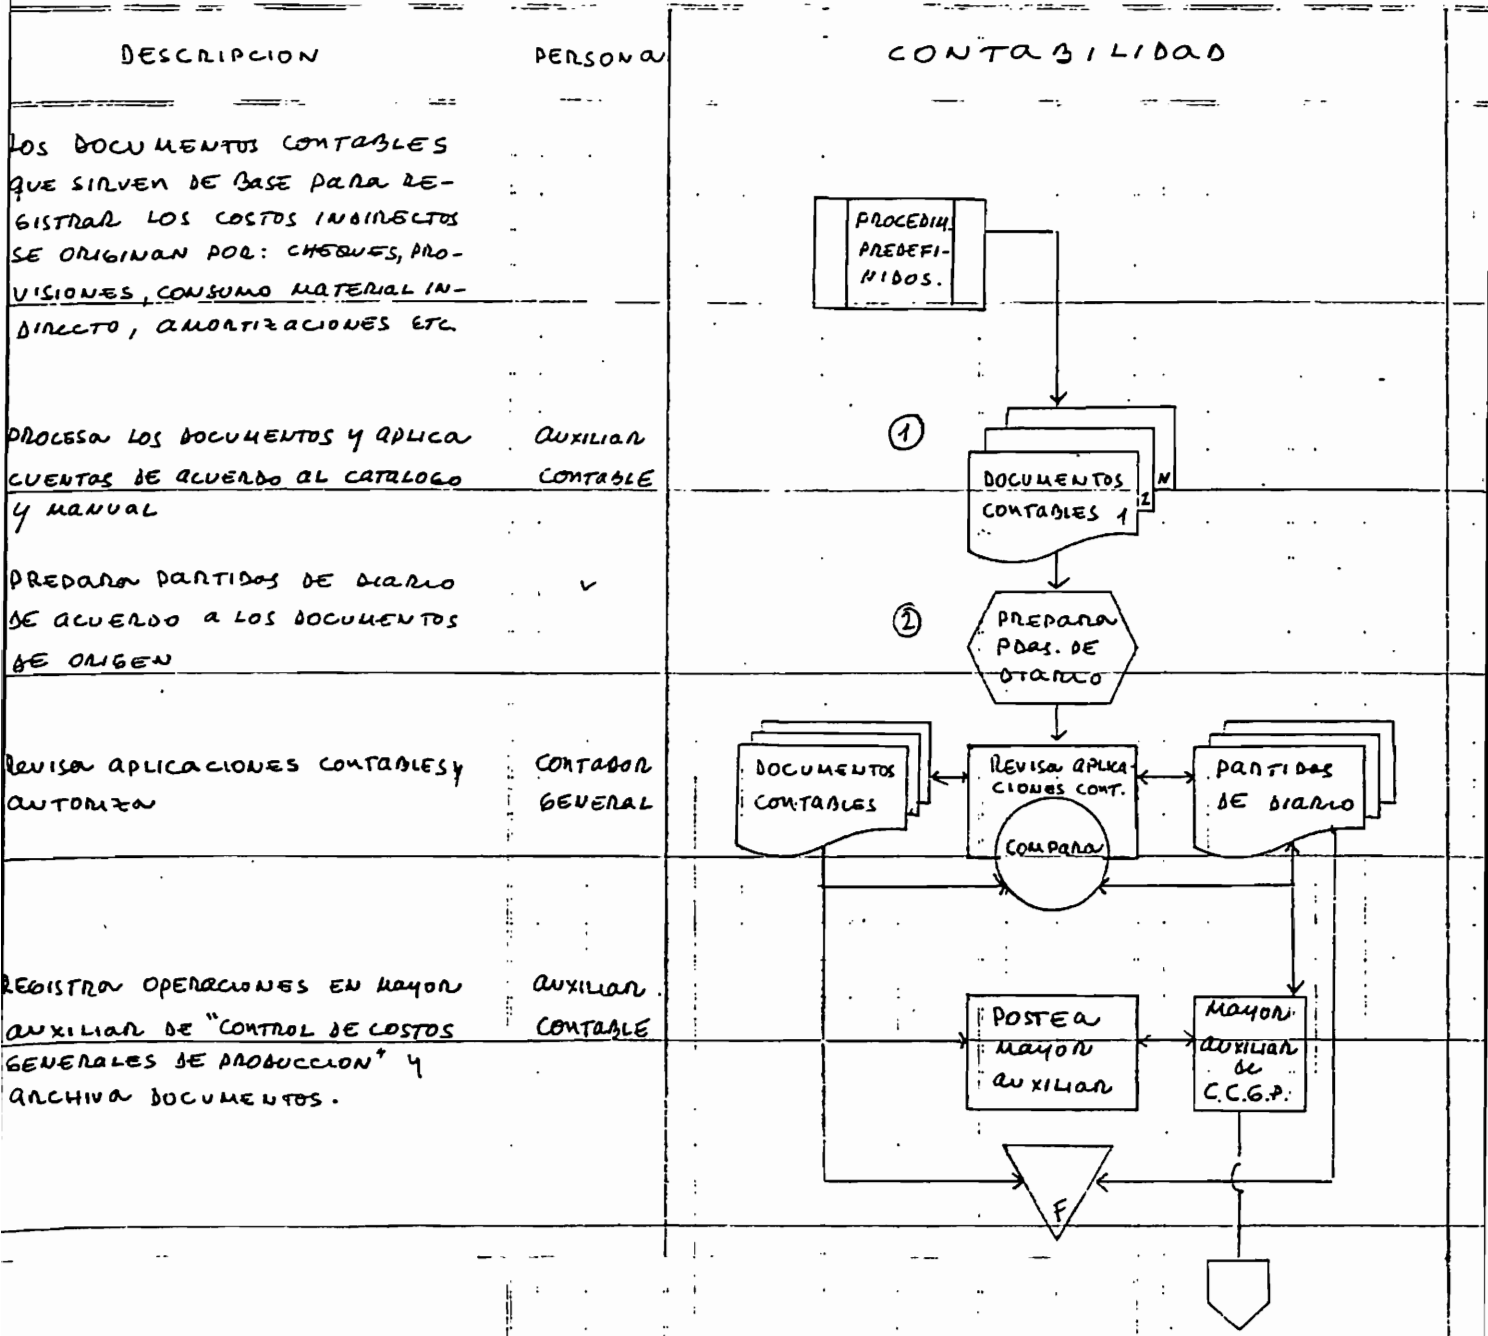 DESCRIPCION
PERSONA
CONTABILIDAD
LOS DOCUMENTOS CONTABLES
QUE SIRVEN DE BASE PARA RE-
GISTRAR LOS COSTOS INDIRECTOS
SE ORIGINAN POR: CHEQUES, PRO-
VISIONES, CONSUMO MATERIAL IN-
DIRECTO, AMORTIZACIONES ETC.
PROCEDIM.
PREDEFI-
NIDOS.
PROCESA LOS DOCUMENTOS Y APLICA
CUENTAS DE ACUERDO AL CATALOGO
Y MANUAL
AUXILIAR
CONTABLE
1
DOCUMENTOS
CONTABLES 1
2
N
PREPARA PARTIDAS DE DIARIO
DE ACUERDO A LOS DOCUMENTOS
DE ORIGEN
2
PREPARA
PDAS. DE
DIARIO
REVISA APLICACIONES CONTABLES Y
AUTORIZA
CONTADOR
GENERAL
DOCUMENTOS
CONTABLES
REVISA APLICA-
CIONES CONT.
COMPARA
PARTIDAS
DE DIARIO
REGISTRA OPERACIONES EN MAYOR
AUXILIAR DE "CONTROL DE COSTOS
GENERALES DE PRODUCCION" Y
ARCHIVA DOCUMENTOS.
AUXILIAR
CONTABLE
POSTEA
MAYOR
AUXILIAR
MAYOR
AUXILIAR
DE
C.C.G.P.
F